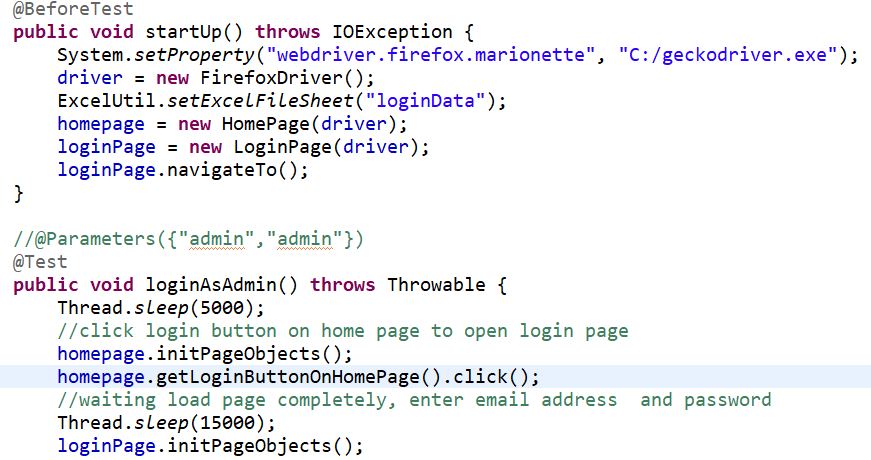 @BeforeTest
public void startUp() throws IOException {
    System.setProperty("webdriver.firefox.marionette", "C:/geckodriver.exe");
    driver = new FirefoxDriver();
    ExcelUtil.setExcelFileSheet("loginData");
    homepage = new HomePage(driver);
    loginPage = new LoginPage(driver);
    loginPage.navigateTo();
}

//@Parameters({"admin","admin"})
@Test
public void loginAsAdmin() throws Throwable {
    Thread.sleep(5000);
    //click login button on home page to open login page
    homepage.initPageObjects();
    homepage.getLoginButtonOnHomePage().click();
    //waiting load page completely, enter email address  and password
    Thread.sleep(15000);
    loginPage.initPageObjects();